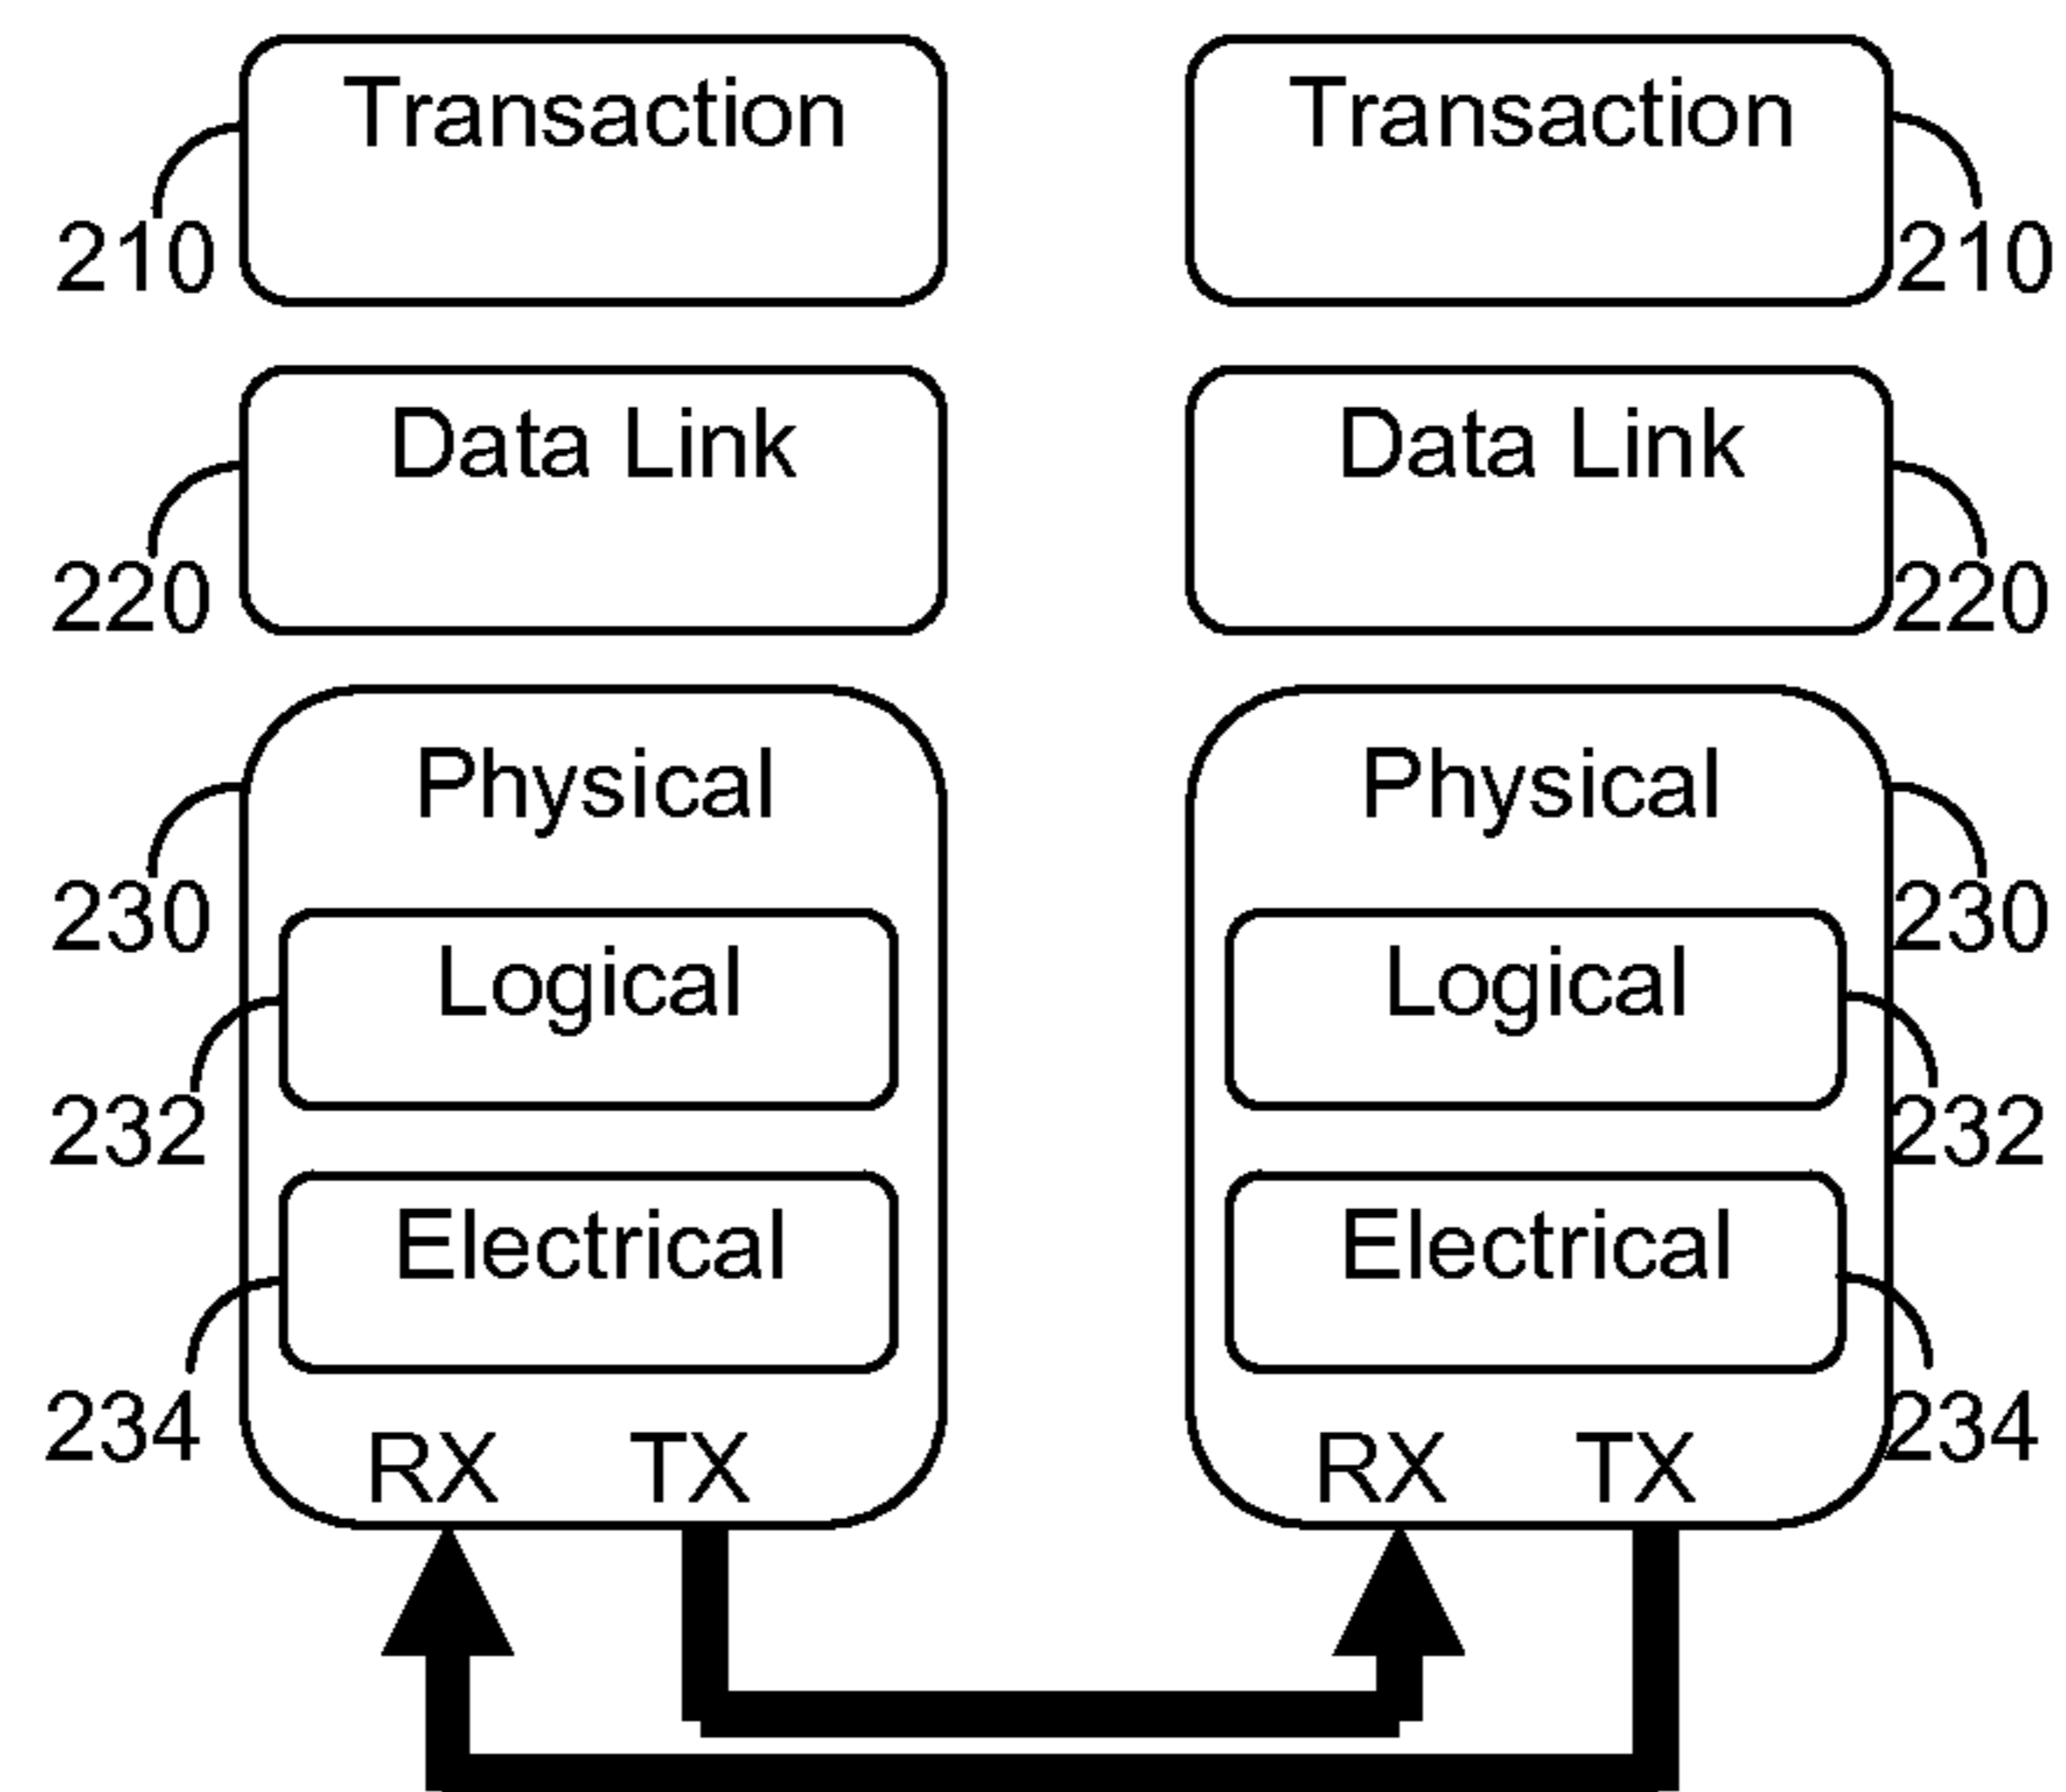 Transaction Transaction
210 210
Data Link Data Link
220 220
Physical Physical
230 230
Logical Logical
232 232
Electrical Electrical
234 234
RX TX RX TX